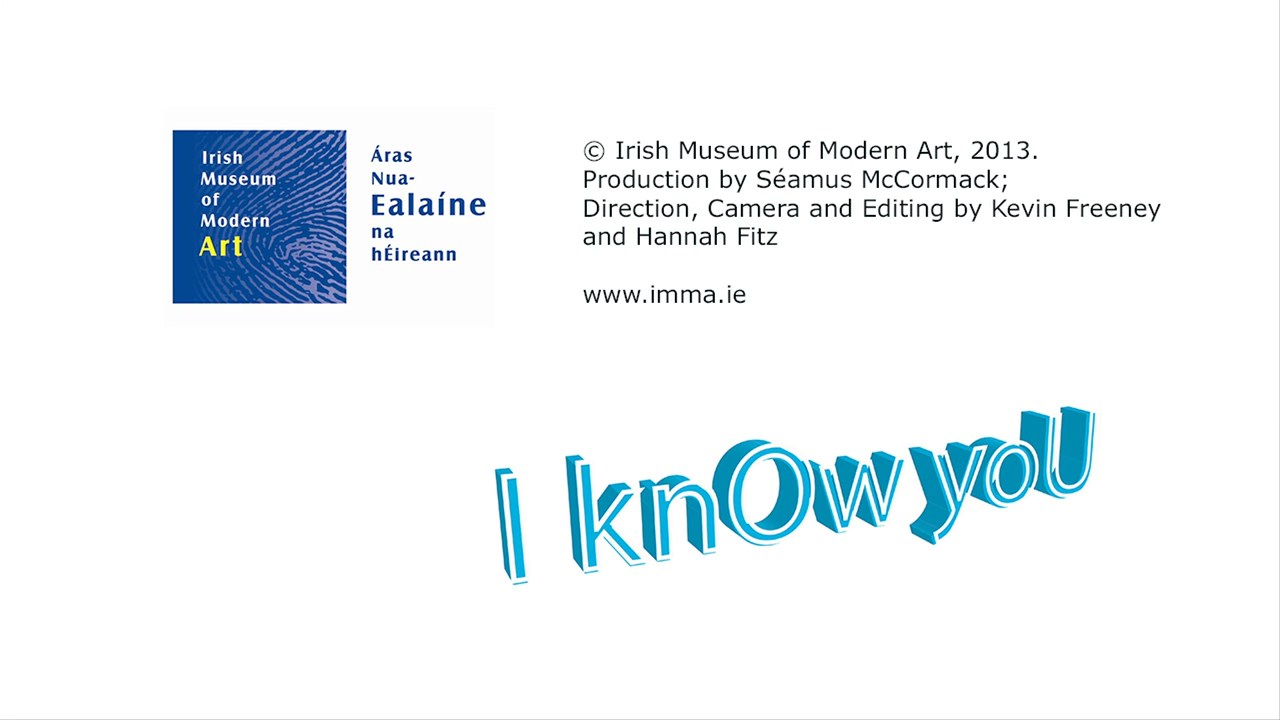 Irish
Museum
of
Modern
Art
Áras
Nua-
Ealaíne
na
hÉireann
© Irish Museum of Modern Art, 2013.
Production by Séamus McCormack;
Direction, Camera and Editing by Kevin Freeney
and Hannah Fitz
www.imma.ie
I knOw yoU